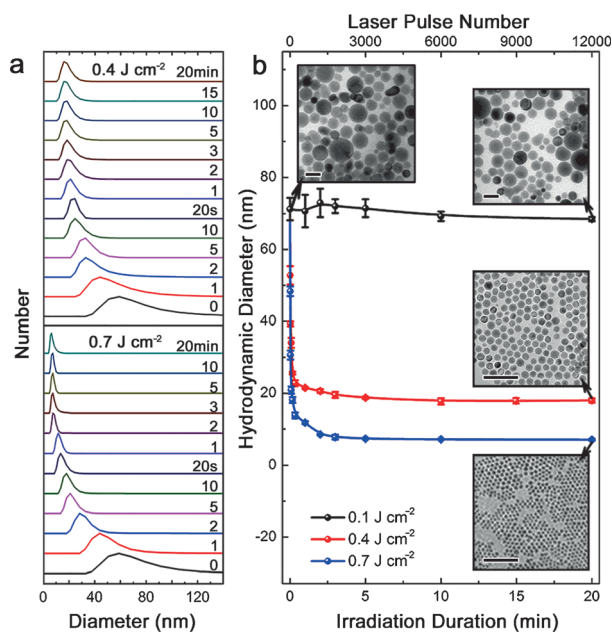 a
0.4 J cm⁻²
20min
15
10
5
3
2
1
20s
10
5
2
1
0
0.7 J cm⁻²
20min
10
5
3
2
1
20s
10
5
2
1
0
Number
0 40 80 120
Diameter (nm)
b
Laser Pulse Number
0 3000 6000 9000 12000
Hydrodynamic Diameter (nm)
100
80
60
40
20
0
-20
0.1 J cm⁻²
0.4 J cm⁻²
0.7 J cm⁻²
0 5 10 15 20
Irradiation Duration (min)